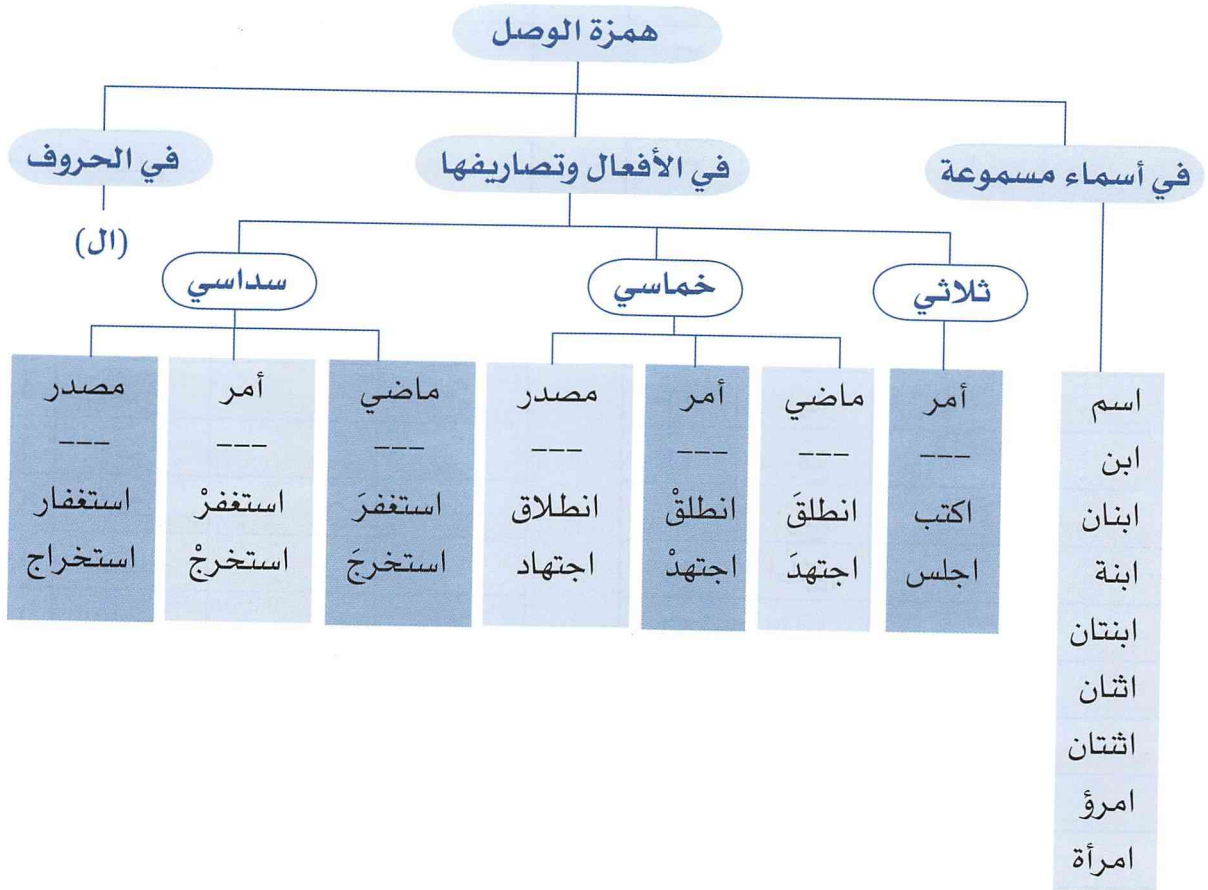 همزة الوصل
في أسماء مسموعة
في الأفعال وتصاريفها
في الحروف
(ال)
ثلاثي
خماسي
سداسي
اسم
ابن
ابنان
ابنة
ابنتان
اثنان
اثنتان
امرؤ
امرأة
أمر
---
اكتب
اجلس
ماضي
---
انطلقَ
اجتهدَ
أمر
---
انطلقْ
اجتهدْ
مصدر
---
انطلاق
اجتهاد
ماضي
---
استغفرَ
استخرجَ
أمر
---
استغفرْ
استخرجْ
مصدر
---
استغفار
استخراج